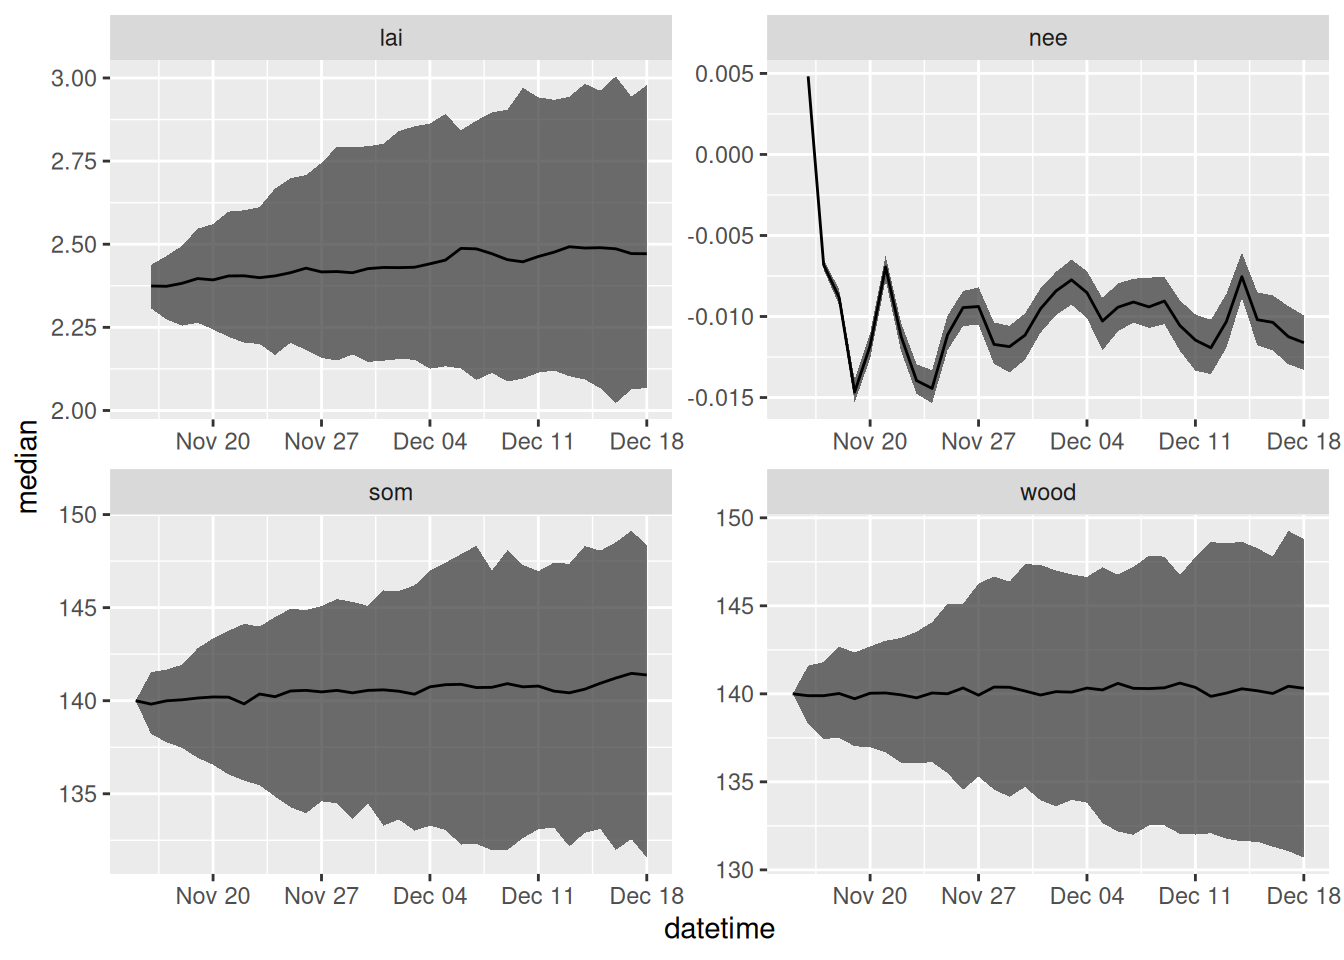 lai
nee
3.00
2.75
2.50
2.25
2.00
0.005
0.000
-0.005
-0.010
-0.015
Nov 20 Nov 27 Dec 04 Dec 11 Dec 18
Nov 20 Nov 27 Dec 04 Dec 11 Dec 18
median
som
wood
150
145
140
135
150
145
140
135
130
Nov 20 Nov 27 Dec 04 Dec 11 Dec 18
Nov 20 Nov 27 Dec 04 Dec 11 Dec 18
datetime